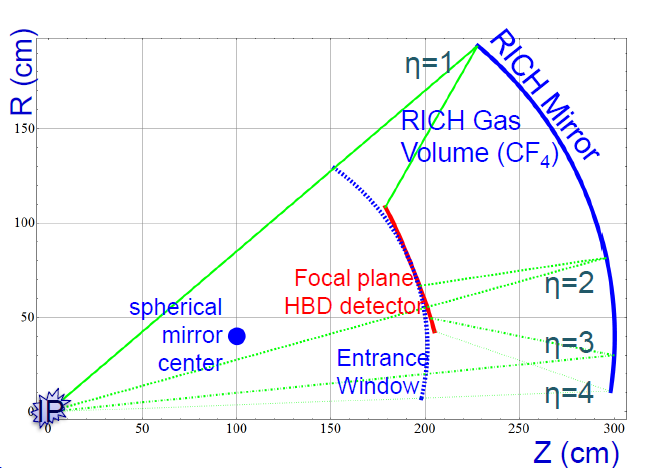 R (cm)
η=1
RICH Mirror
RICH Gas
Volume (CF4)
150
100
50
0
Focal plane
HBD detector
spherical
mirror
center
Entrance
Window
η=2
η=3
η=4
IP
0
50
100
150
200
250
300
Z (cm)